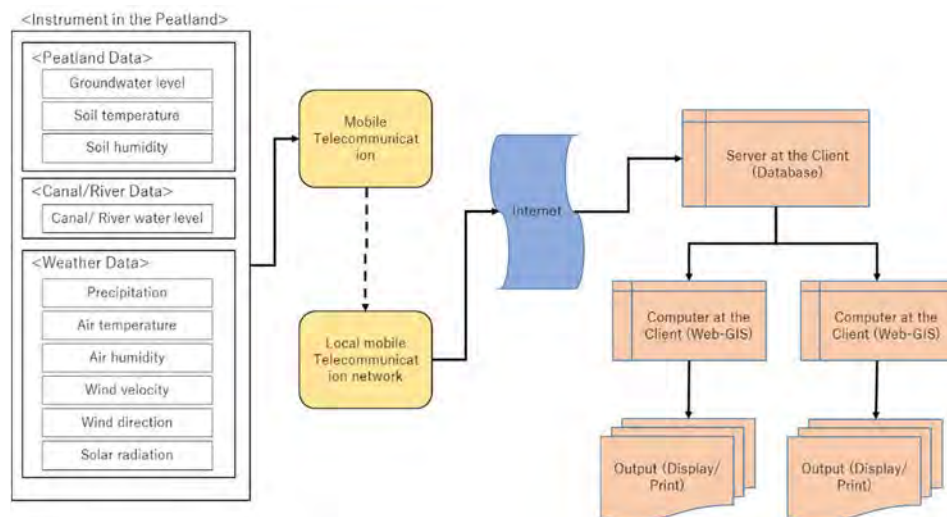 <Instrument in the Peatland>
<Peatland Data>
Groundwater level
Soil temperature
Soil humidity
<Canal/River Data>
Canal/ River water level
<Weather Data>
Precipitation
Air temperature
Air humidity
Wind velocity
Wind direction
Solar radiation
Mobile
Telecommunicat
ion
Local mobile
Telecommunicat
ion network
Internet
Server at the Client
(Database)
Computer at the
Client (Web-GIS)
Computer at the
Client (Web-GIS)
Output (Display/
Print)
Output (Display/
Print)